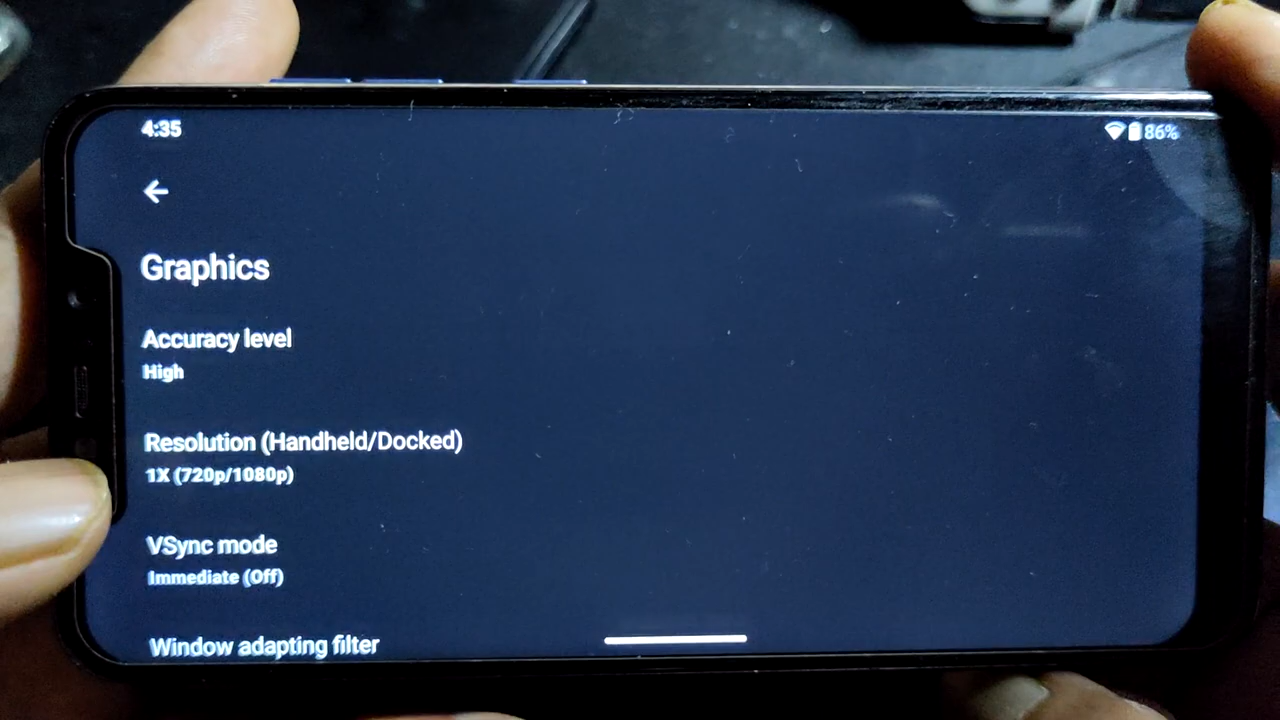 4:35
86%
Graphics
Accuracy level
High
Resolution (Handheld/Docked)
1X (720p/1080p)
VSync mode
Immediate (Off)
Window adapting filter